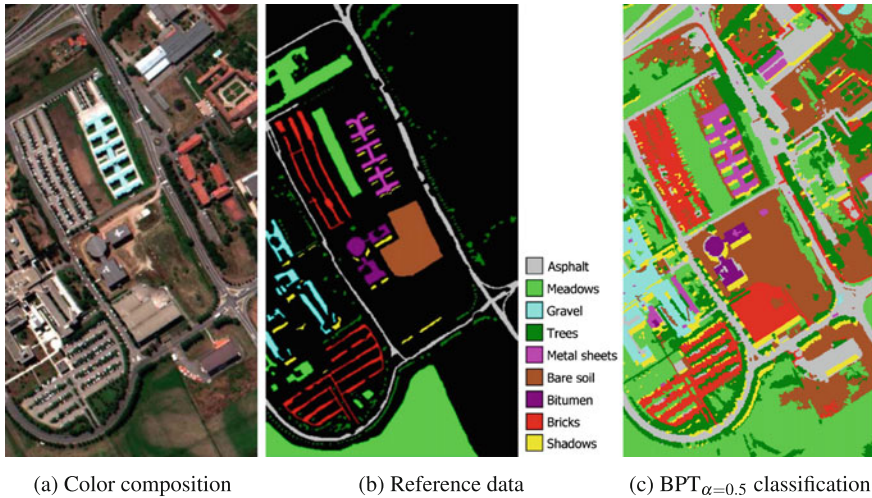 Asphalt
Meadows
Gravel
Trees
Metal sheets
Bare soil
Bitumen
Bricks
Shadows
(a) Color composition
(b) Reference data
(c) BPTα=0.5 classification